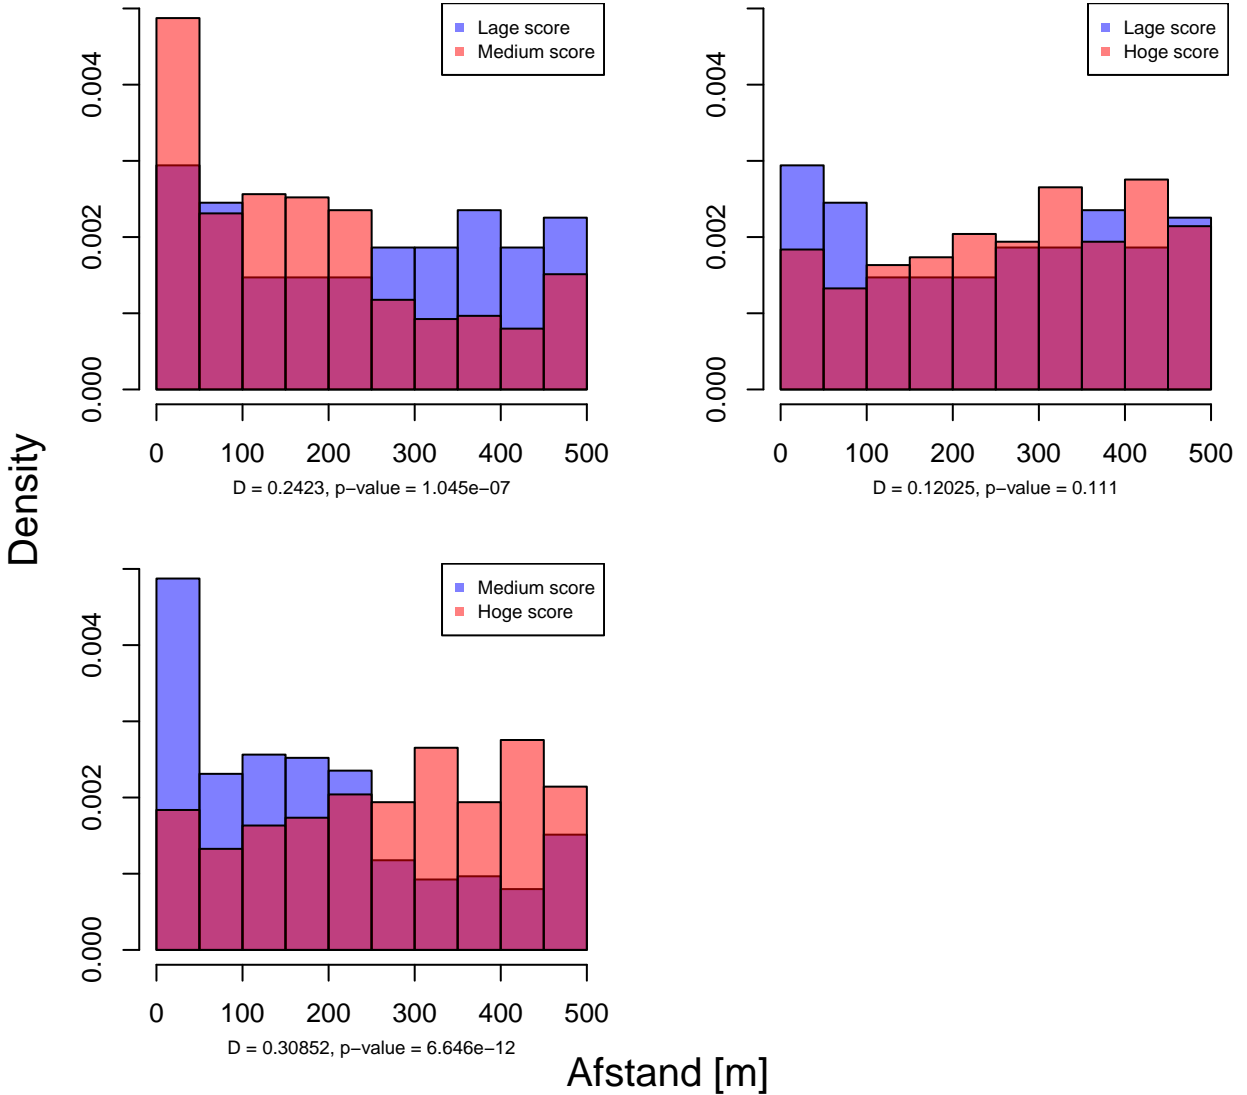 Lage score
Medium score
0.000
0.002
0.004
0 100 200 300 400 500
D = 0.2423, p−value = 1.045e−07
Lage score
Hoge score
0.000
0.002
0.004
0 100 200 300 400 500
D = 0.12025, p−value = 0.111
Density
Medium score
Hoge score
0.000
0.002
0.004
0 100 200 300 400 500
D = 0.30852, p−value = 6.646e−12
Afstand [m]